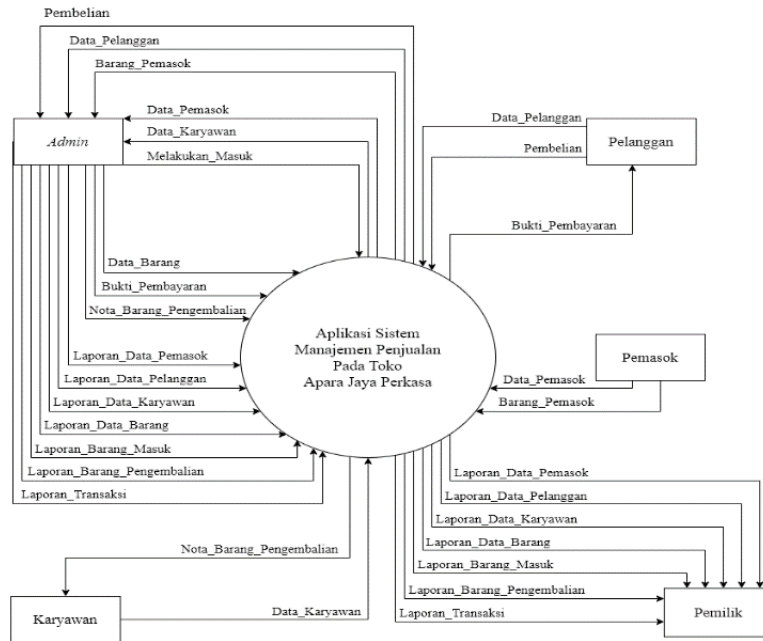 Pembelian
Data_Pelanggan
Barang_Pemasok
Data_Pemasok
Data_Karyawan
Melakukan_Masuk
Admin
Data_Pelanggan
Pembelian
Pelanggan
Bukti_Pembayaran
Data_Barang
Bukti_Pembayaran
Nota_Barang_Pengembalian
Aplikasi Sistem
Manajemen Penjualan
Pada Toko
Apara Jaya Perkasa
Pemasok
Data_Pemasok
Barang_Pemasok
Laporan_Data_Pemasok
Laporan_Data_Pelanggan
Laporan_Data_Karyawan
Laporan_Data_Barang
Laporan_Barang_Masuk
Laporan_Barang_Pengembalian
Laporan_Transaksi
Laporan_Data_Pemasok
Laporan_Data_Pelanggan
Laporan_Data_Karyawan
Laporan_Data_Barang
Laporan_Barang_Masuk
Laporan_Barang_Pengembalian
Laporan_Transaksi
Nota_Barang_Pengembalian
Karyawan
Data_Karyawan
Pemilik